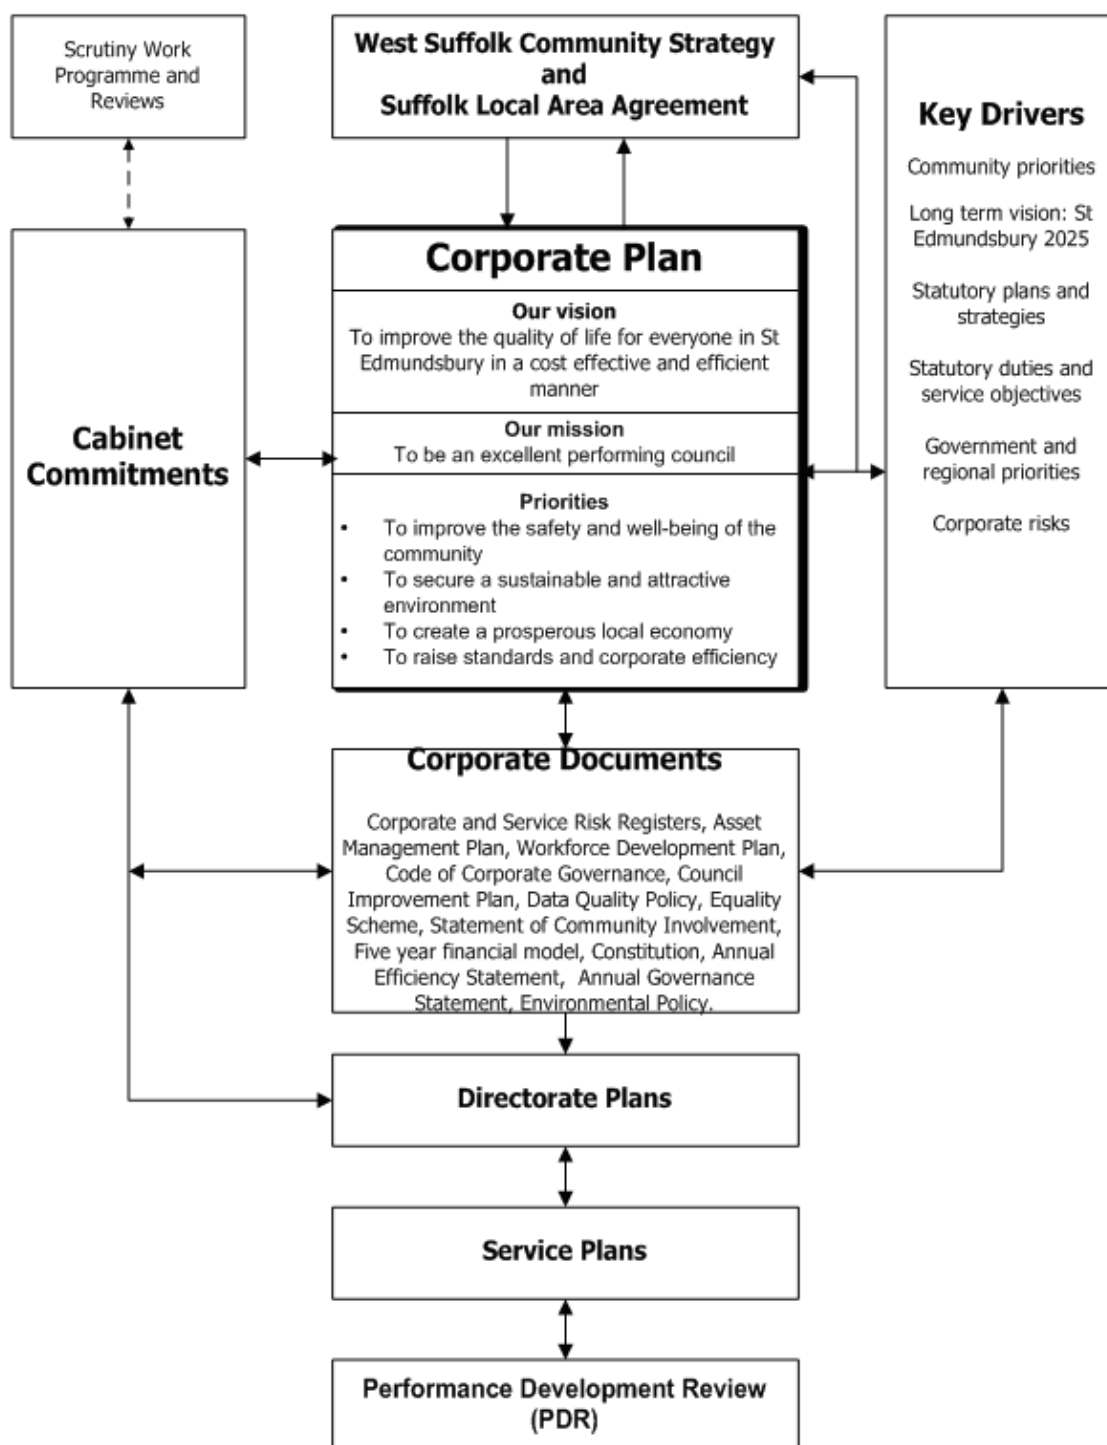 Scrutiny Work
Programme and
Reviews
West Suffolk Community Strategy
and
Suffolk Local Area Agreement
Key Drivers
Community priorities
Long term vision: St
Edmundsbury 2025
Statutory plans and
strategies
Statutory duties and
service objectives
Government and
regional priorities
Corporate risks
Cabinet
Commitments
Corporate Plan
Our vision
To improve the quality of life for everyone in St
Edmundsbury in a cost effective and efficient
manner
Our mission
To be an excellent performing council
Priorities
• To improve the safety and well-being of the
community
• To secure a sustainable and attractive
environment
• To create a prosperous local economy
• To raise standards and corporate efficiency
Corporate Documents
Corporate and Service Risk Registers, Asset
Management Plan, Workforce Development Plan,
Code of Corporate Governance, Council
Improvement Plan, Data Quality Policy, Equality
Scheme, Statement of Community Involvement,
Five year financial model, Constitution, Annual
Efficiency Statement, Annual Governance
Statement, Environmental Policy.
Directorate Plans
Service Plans
Performance Development Review
(PDR)